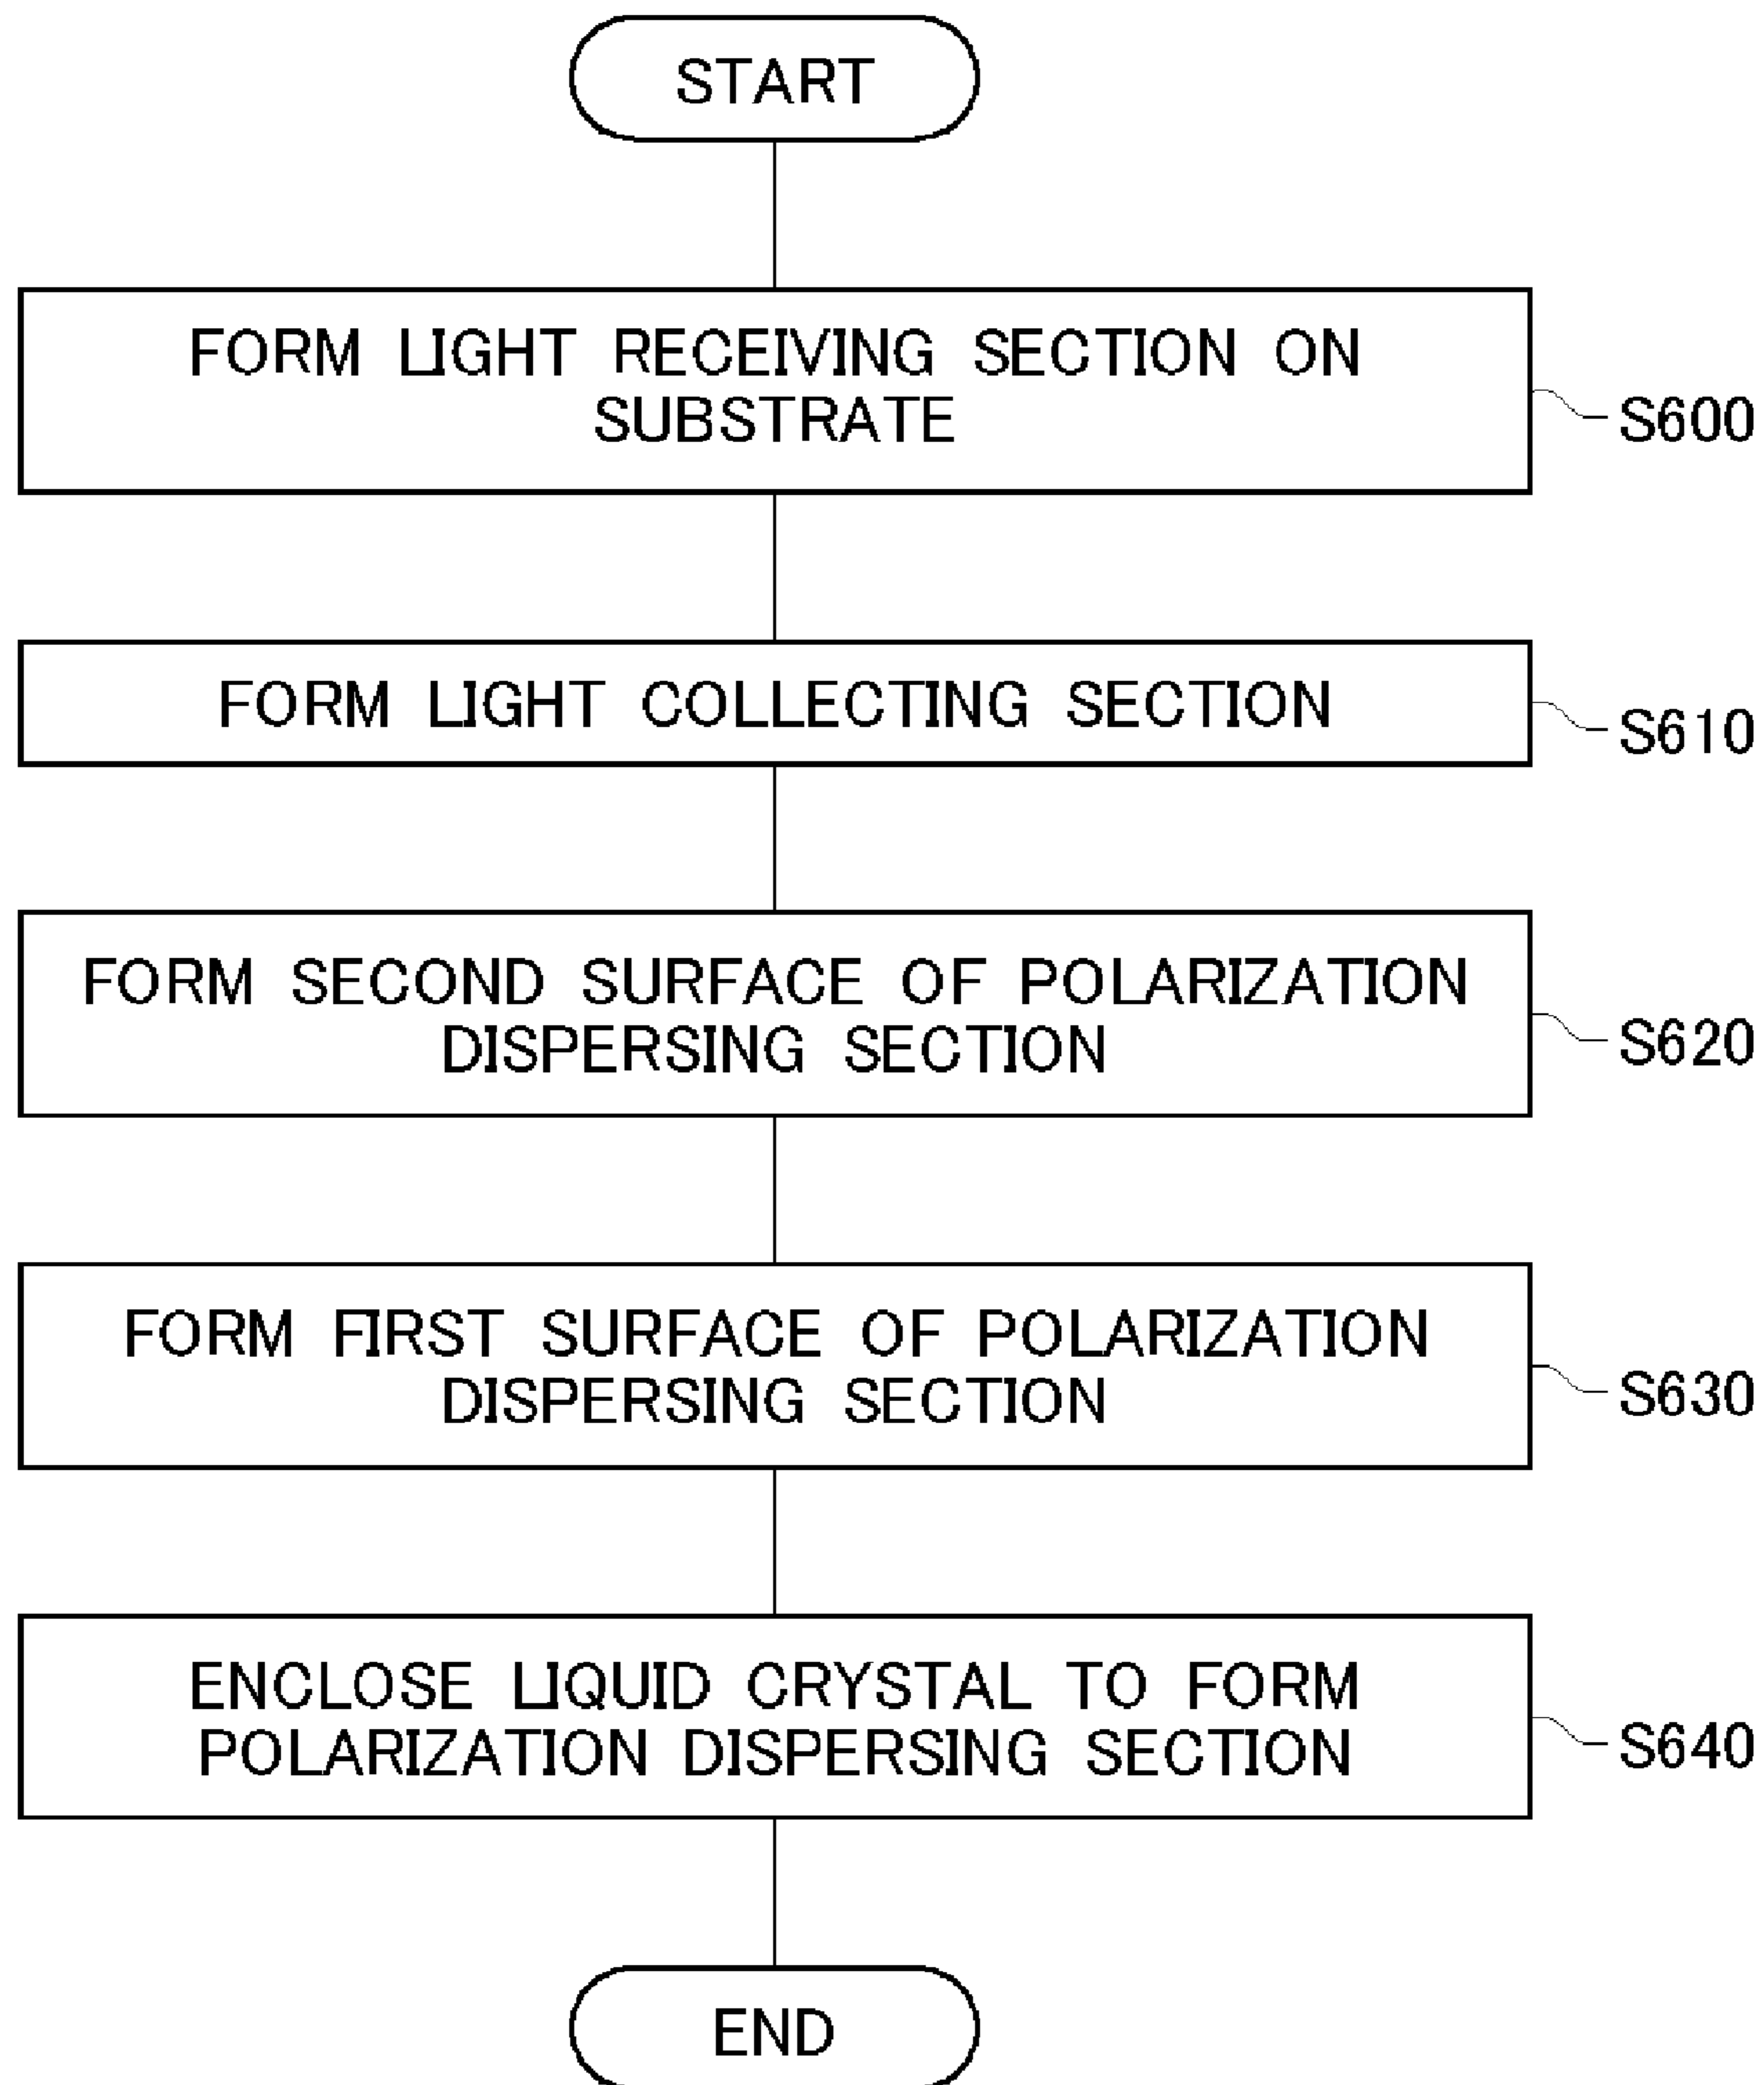 START
FORM LIGHT RECEIVING SECTION ON
SUBSTRATE
S600
FORM LIGHT COLLECTING SECTION
S610
FORM SECOND SURFACE OF POLARIZATION
DISPERSING SECTION
S620
FORM FIRST SURFACE OF POLARIZATION
DISPERSING SECTION
S630
ENCLOSE LIQUID CRYSTAL TO FORM
POLARIZATION DISPERSING SECTION
S640
END